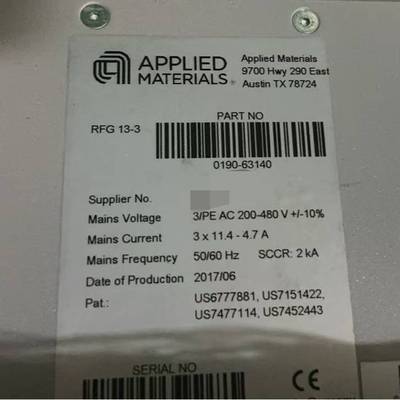 APPLIED
MATERIALS®
Applied Materials
9700 Hwy 290 East
Austin TX 78724
PART NO
RFG 13-3
0190-63140
Supplier No.
Mains Voltage 3/PE AC 200-480 V +/-10%
Mains Current 3 x 11.4 - 4.7 A
Mains Frequency 50/60 Hz SCCR: 2 kA
Date of Production 2017/06
Pat.: US6777881, US7151422,
US7477114, US7452443
SERIAL NO
CE